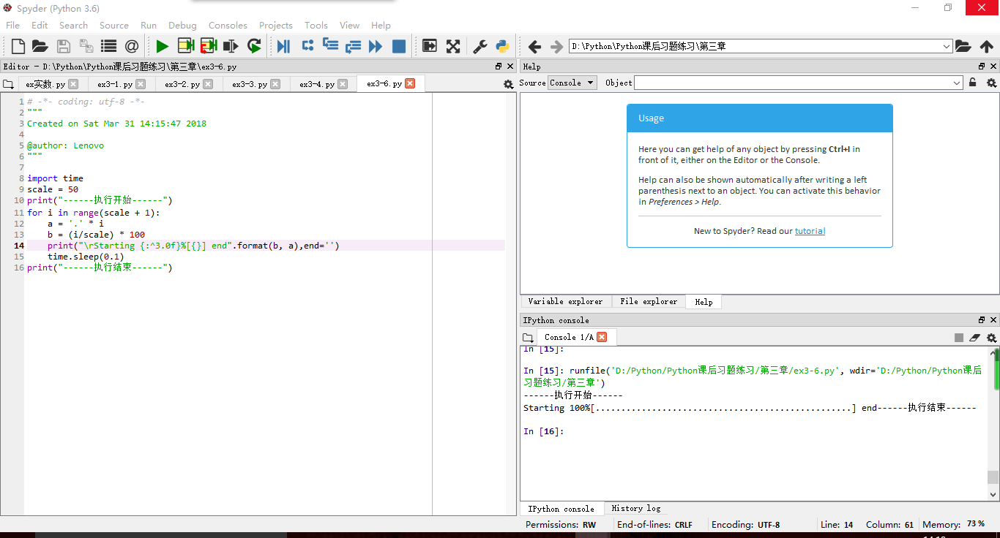 Spyder (Python 3.6)
File Edit Search Source Run Debug Consoles Projects Tools View Help
D:\Python\Python课后习题练习\第三章
Editor - D:\Python\Python课后习题练习\第三章\ex3-6.py
ex实数.py ex3-1.py ex3-2.py ex3-3.py ex3-4.py ex3-6.py
1 # -*- coding: utf-8 -*-
2 """
3 Created on Sat Mar 31 14:15:47 2018
4
5 @author: Lenovo
6 """
7
8 import time
9 scale = 50
10 print("------执行开始------")
11 for i in range(scale + 1):
12     a = '.' * i
13     b = (i/scale) * 100
14     print("\rStarting {:^3.0f}%[{}] end".format(b, a),end='')
15     time.sleep(0.1)
16 print("------执行结束------")
Help
Source Console Object
Usage
Here you can get help of any object by pressing Ctrl+I in
front of it, either on the Editor or the Console.
Help can also be shown automatically after writing a left
parenthesis next to an object. You can activate this behavior
in Preferences > Help.
New to Spyder? Read our tutorial
Variable explorer File explorer Help
IPython console
Console 1/A
In [15]:
In [15]: runfile('D:/Python/Python课后习题练习/第三章/ex3-6.py', wdir='D:/Python/Python课后
习题练习/第三章')
------执行开始------
Starting 100%[..................................................] end------执行结束------
In [16]:
IPython console History log
Permissions: RW End-of-lines: CRLF Encoding: UTF-8 Line: 14 Column: 61 Memory: 73 %